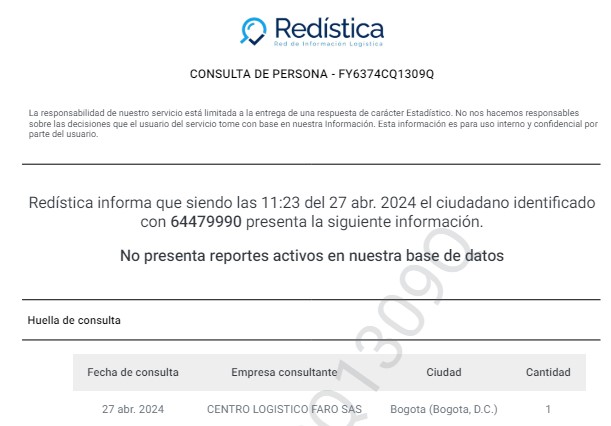 Redística
Red de Información Logística
CONSULTA DE PERSONA - FY6374CQ1309Q
La responsabilidad de nuestro servicio está limitada a la entrega de una respuesta de carácter Estadístico. No nos hacemos responsables
sobre las decisiones que el usuario del servicio tome con base en nuestra Información. Esta información es para uso interno y confidencial por
parte del usuario.
Redística informa que siendo las 11:23 del 27 abr. 2024 el ciudadano identificado
con 64479990 presenta la siguiente información.
No presenta reportes activos en nuestra base de datos
Huella de consulta
Fecha de consulta Empresa consultante Ciudad Cantidad
27 abr. 2024 CENTRO LOGISTICO FARO SAS Bogota (Bogota, D.C.) 1